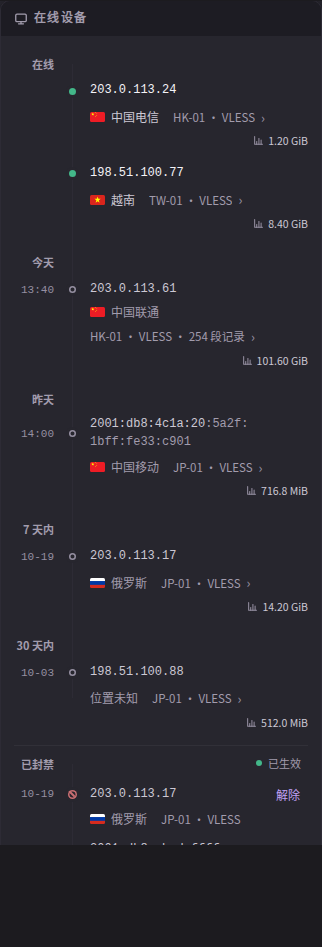 在线设备
在线
203.0.113.24
中国电信 HK-01 • VLESS ›
1.20 GiB
198.51.100.77
越南 TW-01 • VLESS ›
8.40 GiB
今天
13:40 203.0.113.61
中国联通
HK-01 • VLESS • 254 段记录 ›
101.60 GiB
昨天
14:00 2001:db8:4c1a:20:5a2f:
1bff:fe33:c901
中国移动 JP-01 • VLESS ›
716.8 MiB
7 天内
10-19 203.0.113.17
俄罗斯 JP-01 • VLESS ›
14.20 GiB
30 天内
10-03 198.51.100.88
位置未知 JP-01 • VLESS ›
512.0 MiB
已封禁 已生效
10-19 203.0.113.17 解除
俄罗斯 JP-01 • VLESS